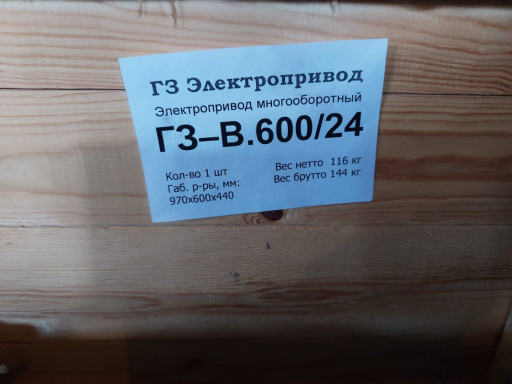 ГЗ Электропривод
Электропривод многооборотный
ГЗ–В.600/24
Кол-во 1 шт
Вес нетто 116 кг
Габ. р-ры, мм:
Вес брутто 144 кг
970х600х440